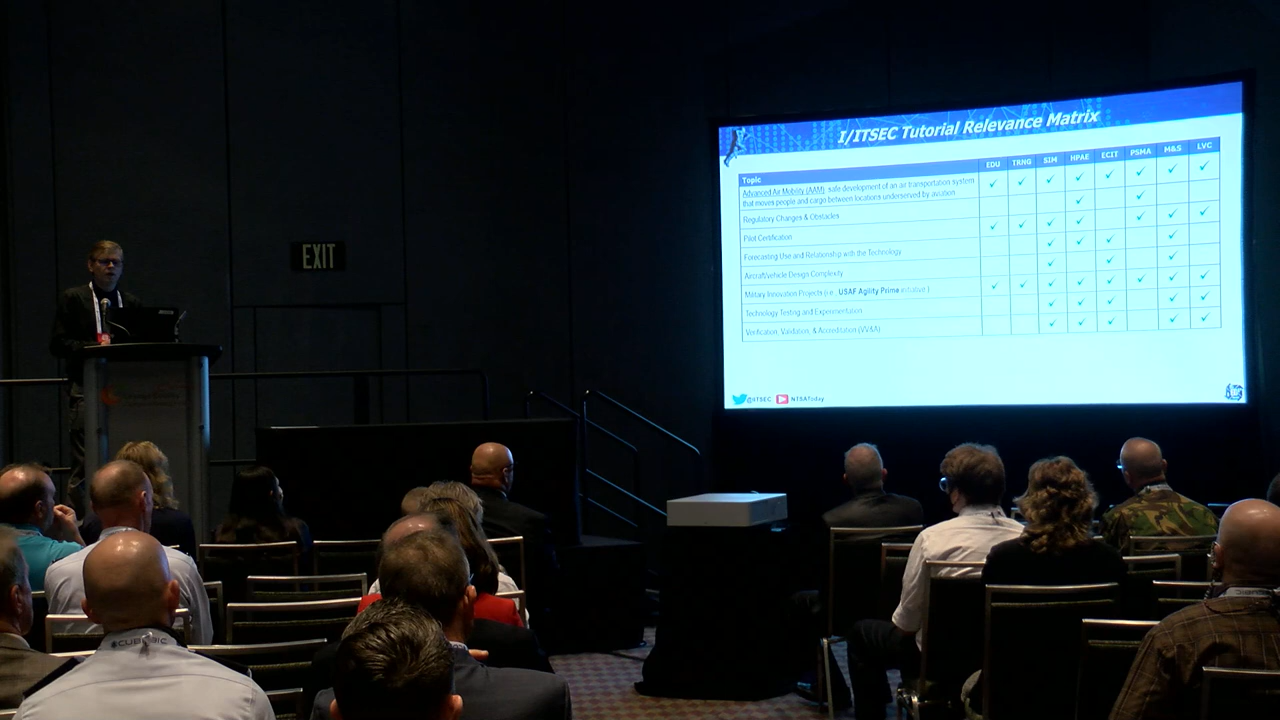 I/ITSEC Tutorial Relevance Matrix
Topic EDU TRNG SIM HPAE ECIT PSMA M&S LVC
Advanced Air Mobility (AAM): safe development of an air transportation system
that moves people and cargo between locations underserved by aviation
Regulatory Changes & Obstacles
Pilot Certification
Forecasting Use and Relationship with the Technology
Aircraft/vehicle Design Complexity
Military Innovation Projects (i.e., USAF Agility Prime initiative.)
Technology Testing and Experimentation
Verification, Validation, & Accreditation (VV&A)
@IITSEC NTSAToday
EXIT
CUBIC